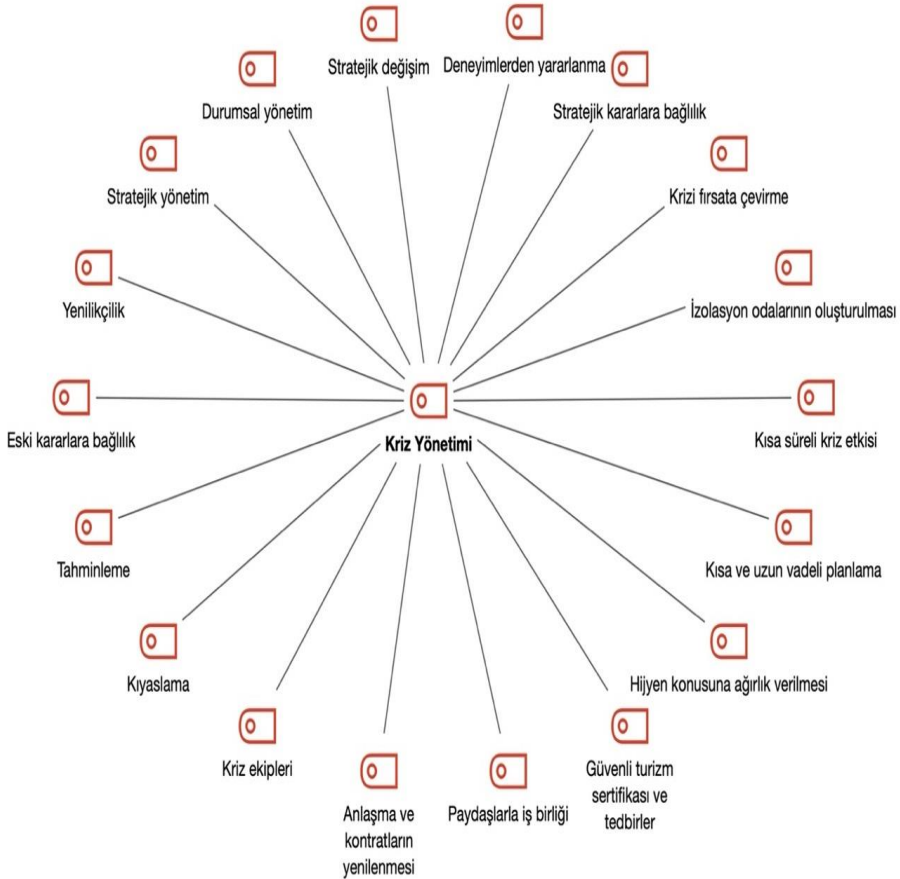 Stratejik değişim
Deneyimlerden yararlanma
Durumsal yönetim
Stratejik kararlara bağlılık
Stratejik yönetim
Krizi fırsata çevirme
Yenilikçilik
İzolasyon odalarının oluşturulması
Eski kararlara bağlılık
Kriz Yönetimi
Kısa süreli kriz etkisi
Tahminleme
Kısa ve uzun vadeli planlama
Kıyaslama
Hijyen konusuna ağırlık verilmesi
Kriz ekipleri
Güvenli turizm
sertifikası ve
tedbirler
Anlaşma ve
kontratların
yenilenmesi
Paydaşlarla iş birliği